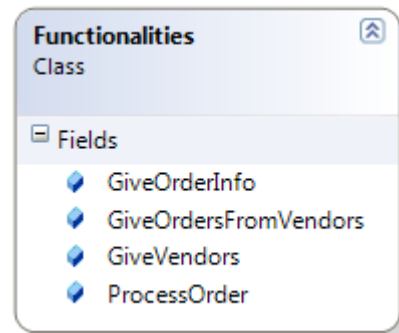 Functionalities
Class
Fields
GiveOrderInfo
GiveOrdersFromVendors
GiveVendors
ProcessOrder